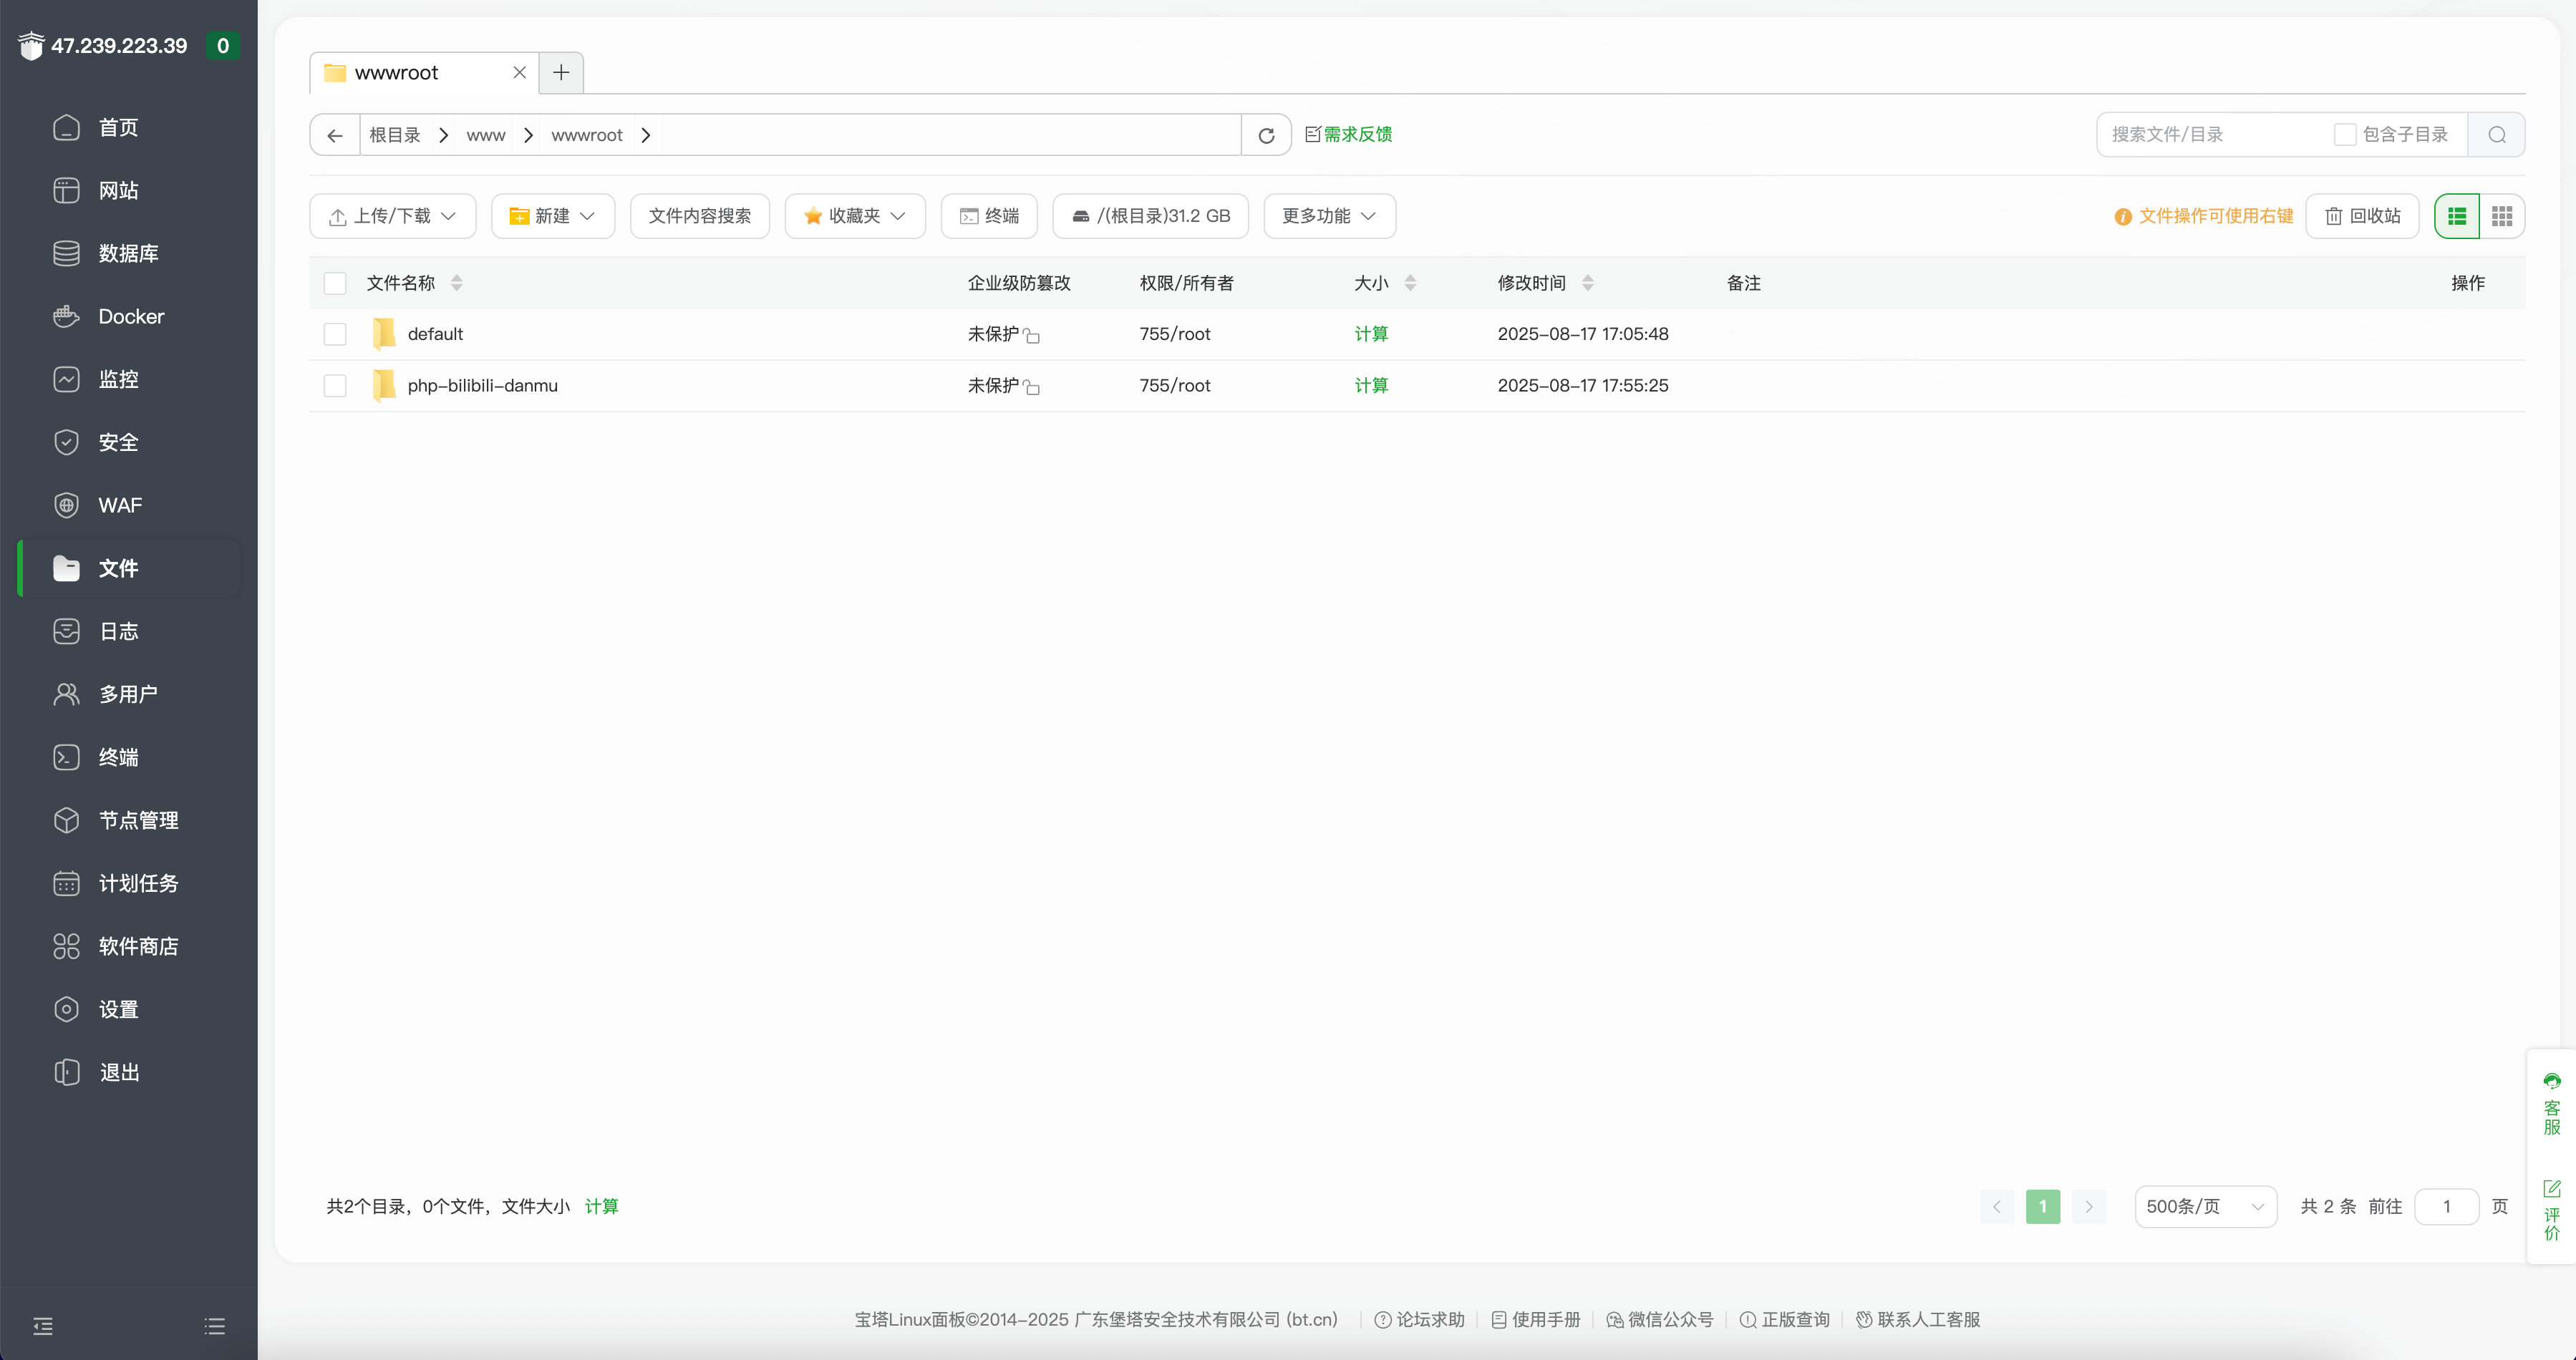 47.239.223.39 0
首页
网站
数据库
Docker
监控
安全
WAF
文件
日志
多用户
终端
节点管理
计划任务
软件商店
设置
退出
wwwroot
根目录 www wwwroot
需求反馈
搜索文件/目录 包含子目录
上传/下载 新建 文件内容搜索 收藏夹 终端 /(根目录)31.2 GB 更多功能
文件操作可使用右键 回收站
文件名称 企业级防篡改 权限/所有者 大小 修改时间 备注 操作
default 未保护 755/root 计算 2025-08-17 17:05:48
php-bilibili-danmu 未保护 755/root 计算 2025-08-17 17:55:25
共2个目录，0个文件，文件大小 计算
1 500条/页 共 2 条 前往 1 页
客服
评价
宝塔Linux面板©2014-2025 广东堡塔安全技术有限公司 (bt.cn) 论坛求助 使用手册 微信公众号 正版查询 联系人工客服